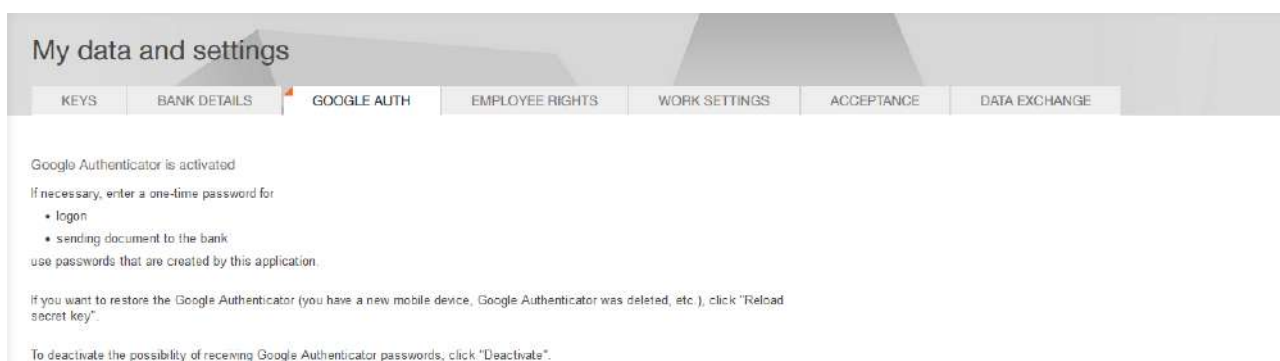 My data and settings
KEYS BANK DETAILS GOOGLE AUTH EMPLOYEE RIGHTS WORK SETTINGS ACCEPTANCE DATA EXCHANGE
Google Authenticator is activated
If necessary, enter a one-time password for
• logon
• sending document to the bank
use passwords that are created by this application.
If you want to restore the Google Authenticator (you have a new mobile device, Google Authenticator was deleted, etc.), click "Reload
secret key".
To deactivate the possibility of receiving Google Authenticator passwords, click "Deactivate".